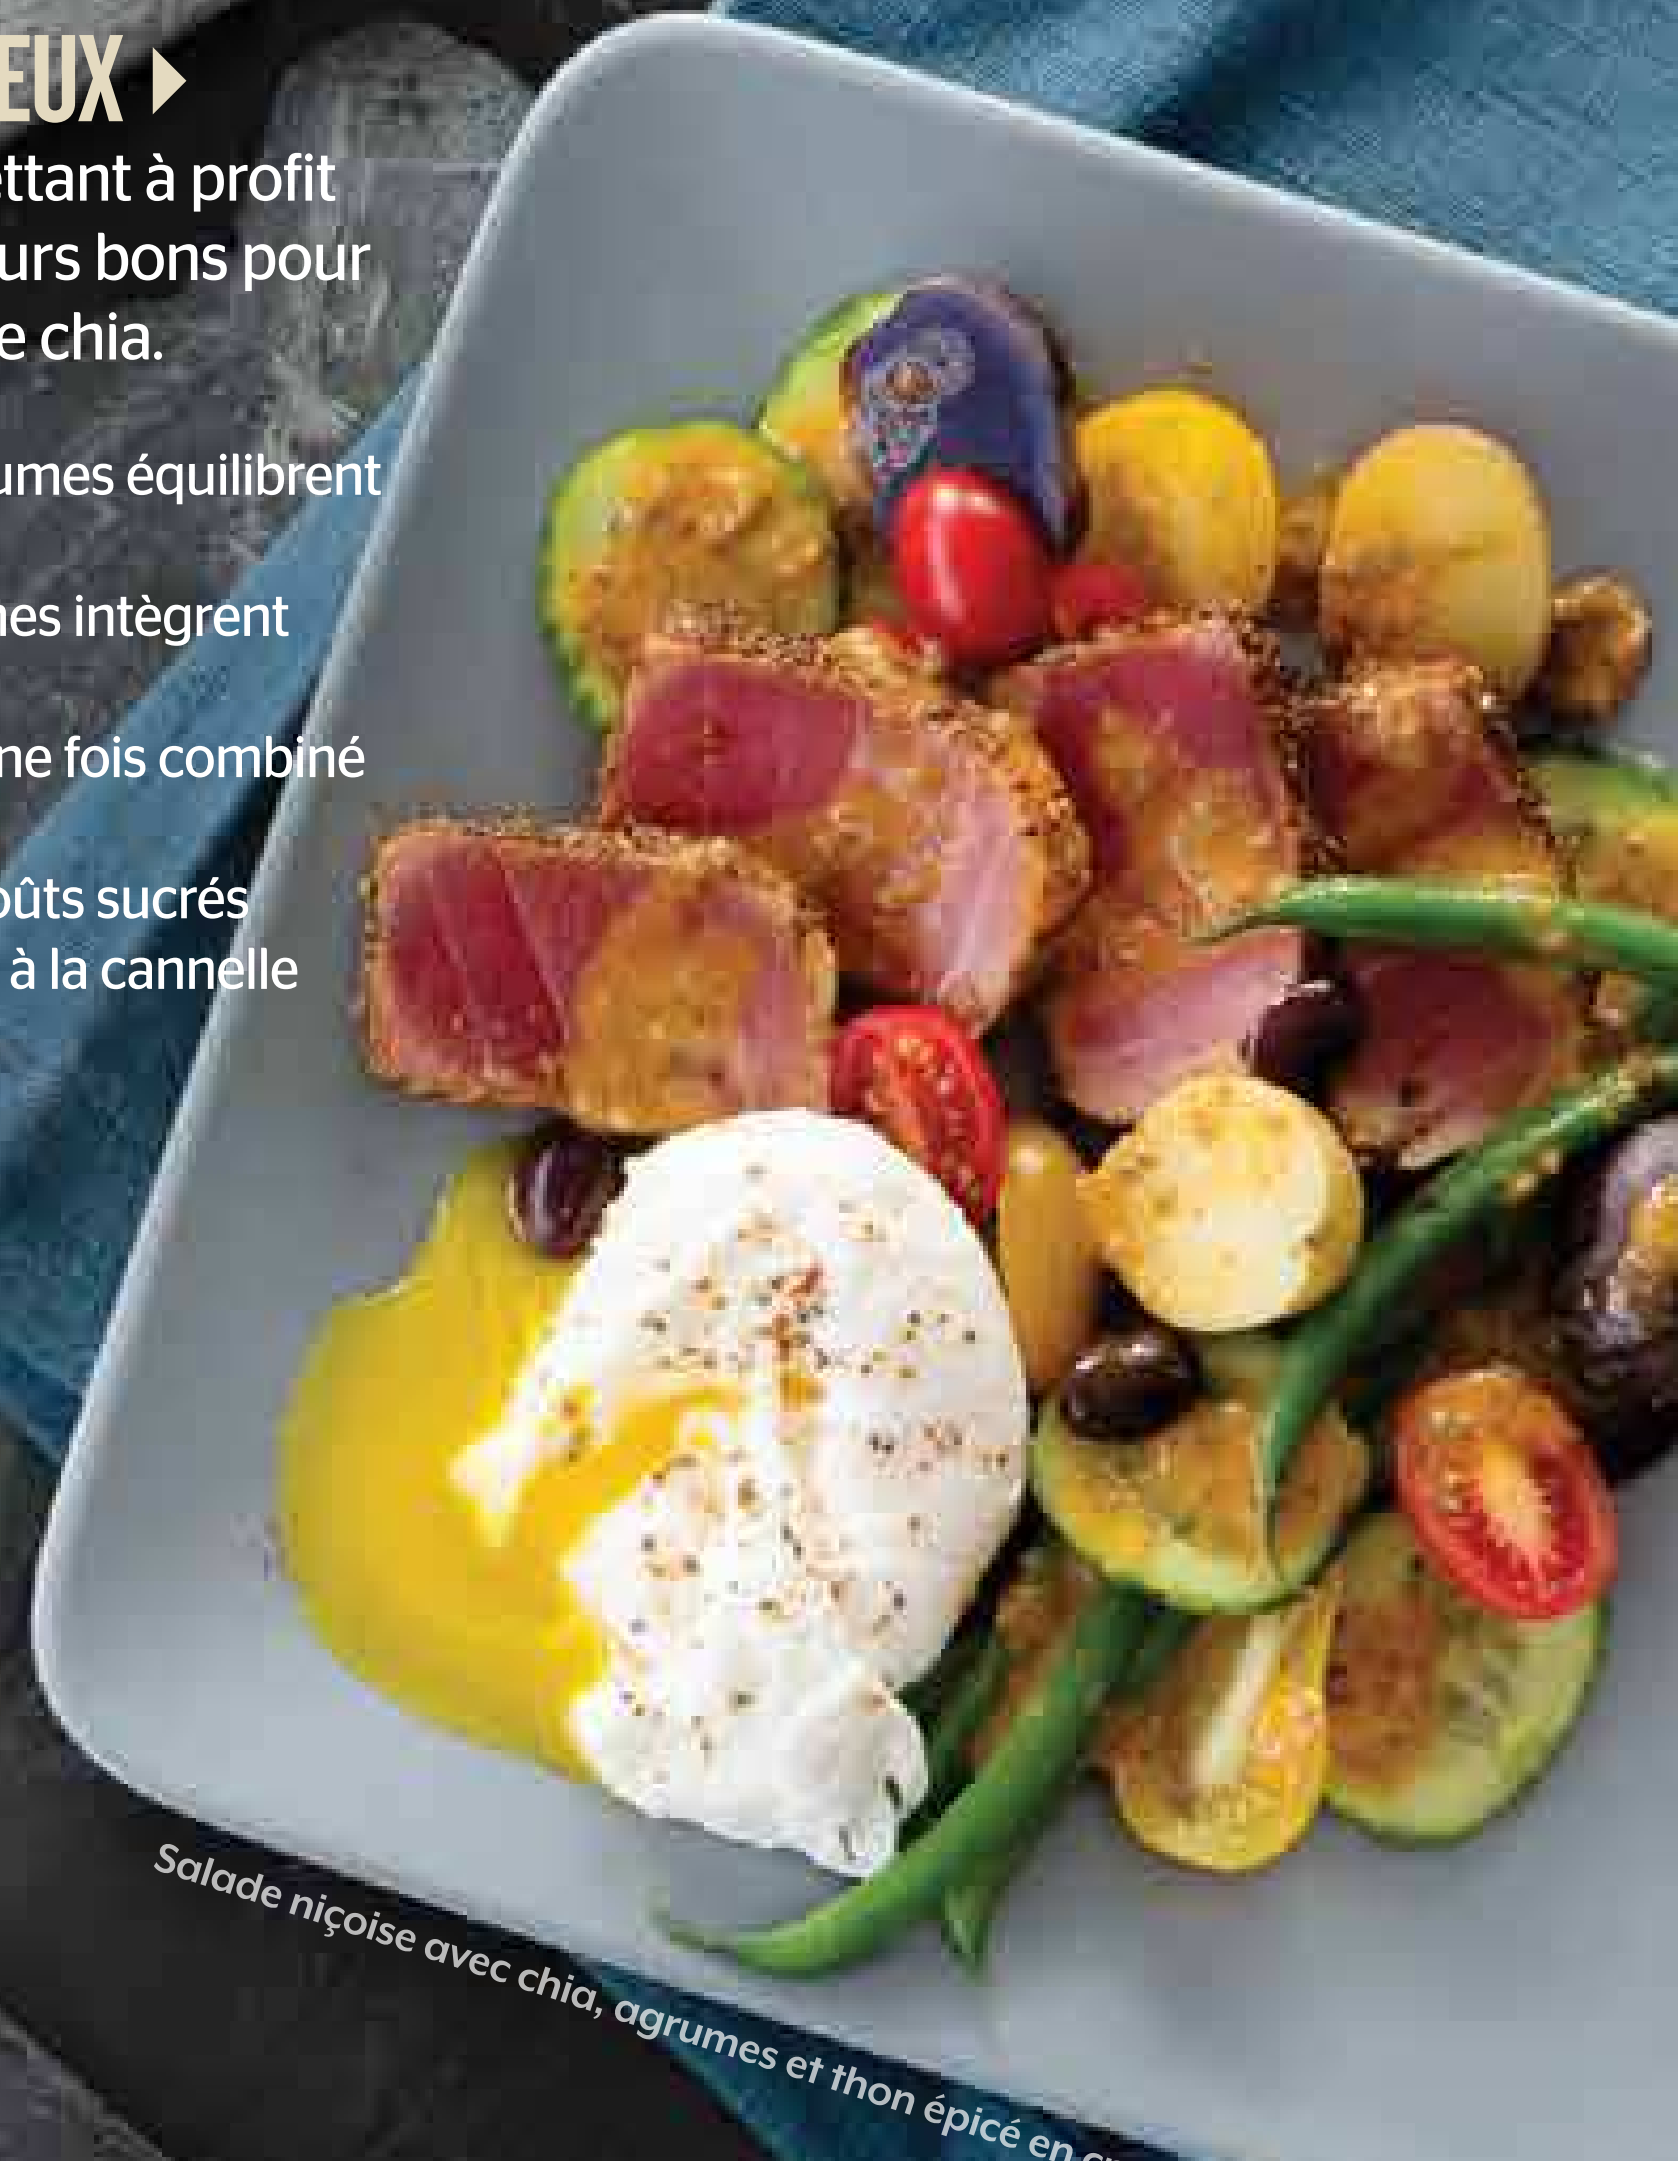 EUX
ettant à profit
urs bons pour
e chia.
umes équilibrent
nes intègrent
ne fois combiné
oûts sucrés
à la cannelle
Salade niçoise avec chia, agrumes et thon épicé en